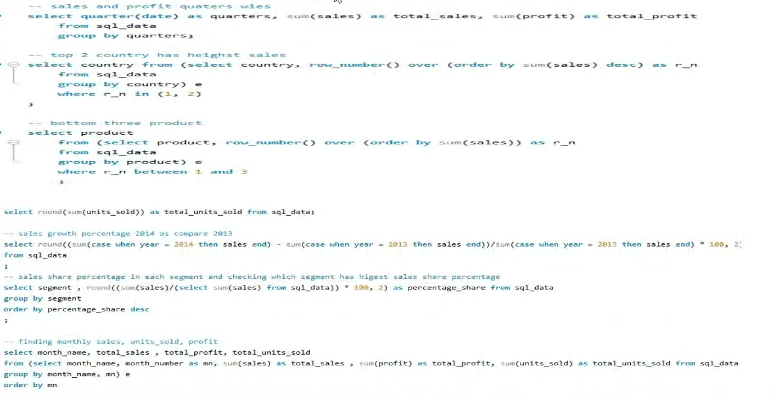 -- sales and profit quaters wies
select quarter(date) as quarters, sum(sales) as total_sales, sum(profit) as total_profit
from sql_data
group by quarters;
-- top 2 country has heighst sales
select country from (select country, row_number() over (order by sum(sales) desc) as r_n
from sql_data
group by country) e
where r_n in (1, 2)
;
-- bottom three product
select product
from (select product, row_number() over (order by sum(sales)) as r_n
from sql_data
group by product) e
where r_n between 1 and 3
;
select round(sum(units_sold)) as total_units_sold from sql_data;
-- sales growth percentage 2014 as compare 2013
select round((sum(case when year = 2014 then sales end) - sum(case when year = 2013 then sales end))/sum(case when year = 2013 then sales end) * 100, 2)
from sql_data
;
-- sales share percentage in each segment and checking which segment has higest sales share percentage
select segment , round((sum(sales)/(select sum(sales) from sql_data)) * 100, 2) as percentage_share from sql_data
group by segment
order by percentage_share desc
;
-- finding monthly sales, units_sold, profit
select month_name, total_sales , total_profit, total_units_sold
from (select month_name, month_number as mn, sum(sales) as total_sales , sum(profit) as total_profit, sum(units_sold) as total_units_sold from sql_data
group by month_name, mn) e
order by mn